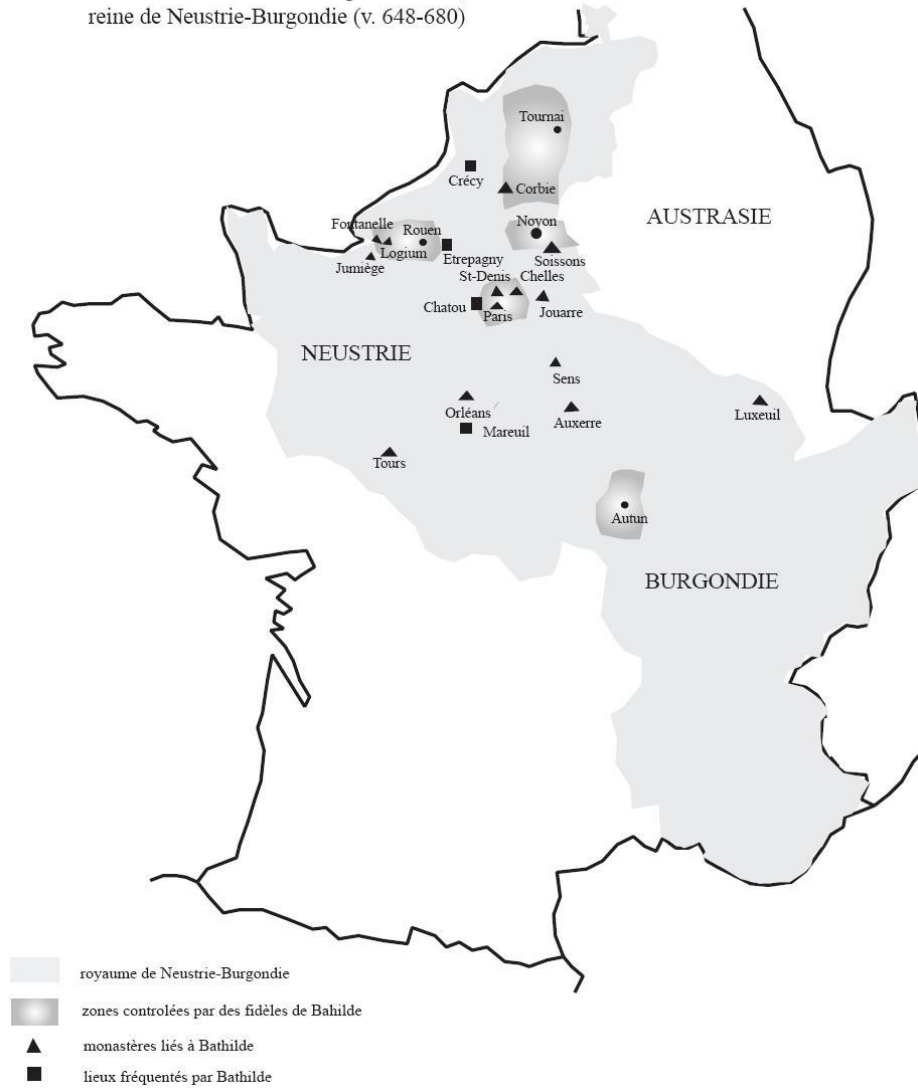 reine de Neustrie-Burgondie (v. 648-680)
Tournai
Crécy
Corbie
AUSTRASIE
Fontanelle
Rouen
Noyon
Logium
Jumiège
Etrepagny
Soissons
St-Denis
Chelles
Chatou
Paris
Jouarre
NEUSTRIE
Sens
Orléans
Auxerre
Luxeuil
Mareuil
Tours
Autun
BURGONDIE
royaume de Neustrie-Burgondie
zones controlées par des fidèles de Bahilde
monastères liés à Bathilde
lieux fréquentés par Bathilde